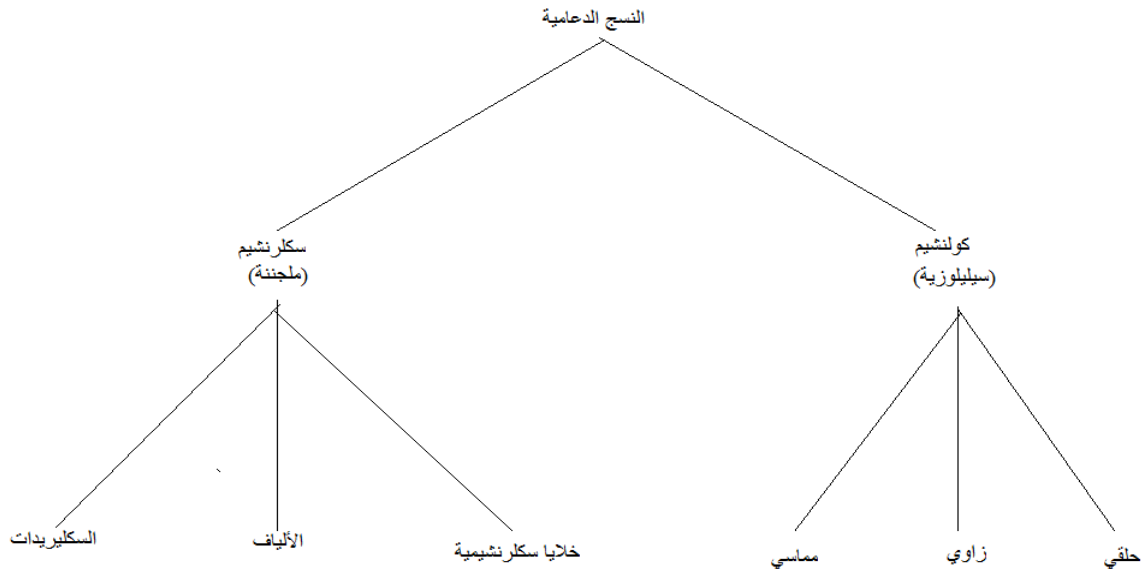 النسج الدعامية
كولنشيم
(سيليلوزية)
سكلرنشيم
(ملجننة)
حلقي
زاوي
مماسي
خلايا سكلرنشيمية
الألياف
السكليريدات